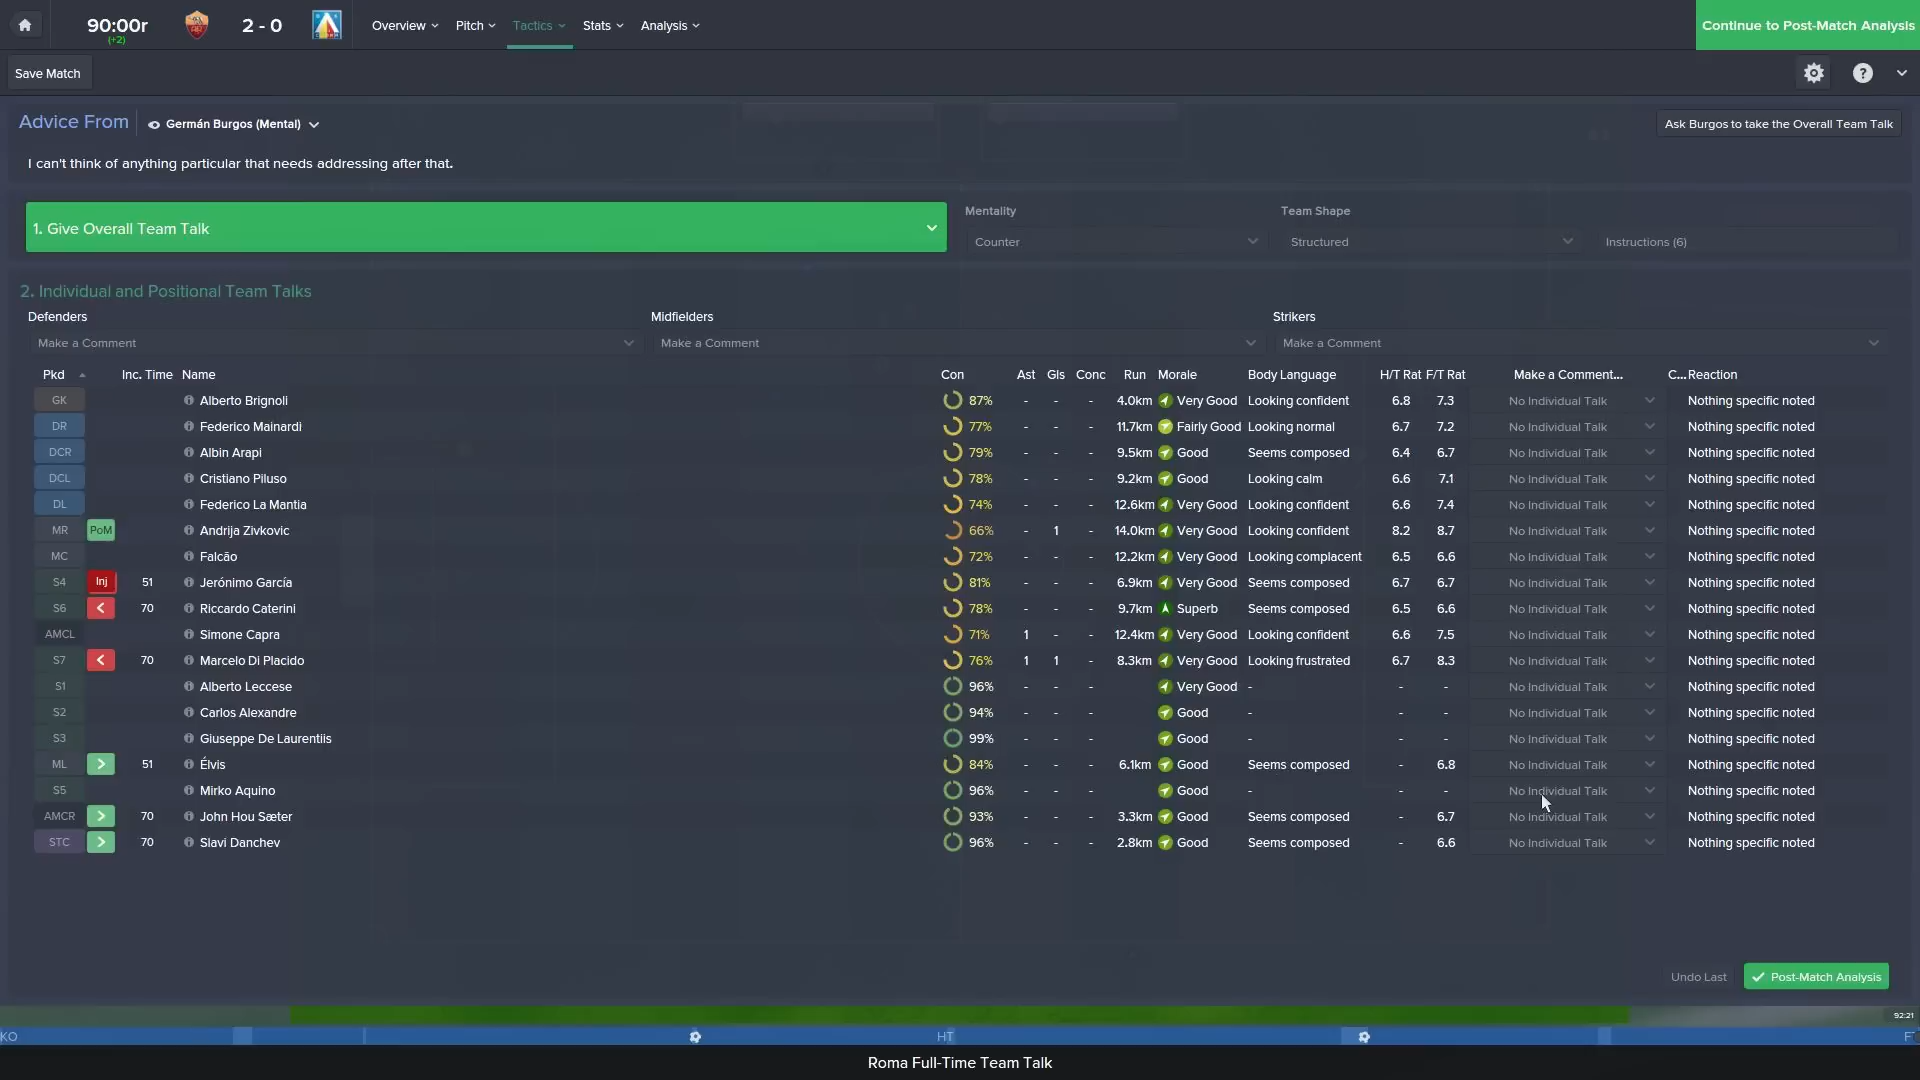 90:00r
(+2)
2 - 0
Overview
Pitch
Tactics
Stats
Analysis
Continue to Post-Match Analysis
Save Match
?
Advice From
Germán Burgos (Mental)
Ask Burgos to take the Overall Team Talk
I can't think of anything particular that needs addressing after that.
1. Give Overall Team Talk
Mentality
Counter
Team Shape
Structured
Instructions (6)
2. Individual and Positional Team Talks
Defenders Midfielders Strikers
Make a Comment Make a Comment Make a Comment
Pkd Inc. Time Name Con Ast Gls Conc Run Morale Body Language H/T Rat F/T Rat Make a Comment... C... Reaction
GK Alberto Brignoli 87% - - - 4.0km Very Good Looking confident 6.8 7.3 No Individual Talk Nothing specific noted
DR Federico Mainardi 77% - - - 11.7km Fairly Good Looking normal 6.7 7.2 No Individual Talk Nothing specific noted
DCR Albin Arapi 79% - - - 9.5km Good Seems composed 6.4 6.7 No Individual Talk Nothing specific noted
DCL Cristiano Piluso 78% - - - 9.2km Good Looking calm 6.6 7.1 No Individual Talk Nothing specific noted
DL Federico La Mantia 74% - - - 12.6km Very Good Looking confident 6.6 7.4 No Individual Talk Nothing specific noted
MR PoM Andrija Zivkovic 66% - 1 - 14.0km Very Good Looking confident 8.2 8.7 No Individual Talk Nothing specific noted
MC Falcão 72% - - - 12.2km Very Good Looking complacent 6.5 6.6 No Individual Talk Nothing specific noted
S4 Inj 51 Jerónimo García 81% - - - 6.9km Very Good Seems composed 6.7 6.7 No Individual Talk Nothing specific noted
S6 < 70 Riccardo Caterini 78% - - - 9.7km Superb Seems composed 6.5 6.6 No Individual Talk Nothing specific noted
AMCL Simone Capra 71% 1 - - 12.4km Very Good Looking confident 6.6 7.5 No Individual Talk Nothing specific noted
S7 < 70 Marcelo Di Placido 76% 1 1 - 8.3km Very Good Looking frustrated 6.7 8.3 No Individual Talk Nothing specific noted
S1 Alberto Leccese 96% - - - Very Good - - - No Individual Talk Nothing specific noted
S2 Carlos Alexandre 94% - - - Good - - - No Individual Talk Nothing specific noted
S3 Giuseppe De Laurentiis 99% - - - Good - - - No Individual Talk Nothing specific noted
ML > 51 Élvis 84% - - - 6.1km Good Seems composed - 6.8 No Individual Talk Nothing specific noted
S5 Mirko Aquino 96% - - - Good - - - No Individual Talk Nothing specific noted
AMCR > 70 John Hou Sæter 93% - - - 3.3km Good Seems composed - 6.7 No Individual Talk Nothing specific noted
STC > 70 Slavi Danchev 96% - - - 2.8km Good Seems composed - 6.6 No Individual Talk Nothing specific noted
Undo Last
Post-Match Analysis
92:21
KO HT
Roma Full-Time Team Talk